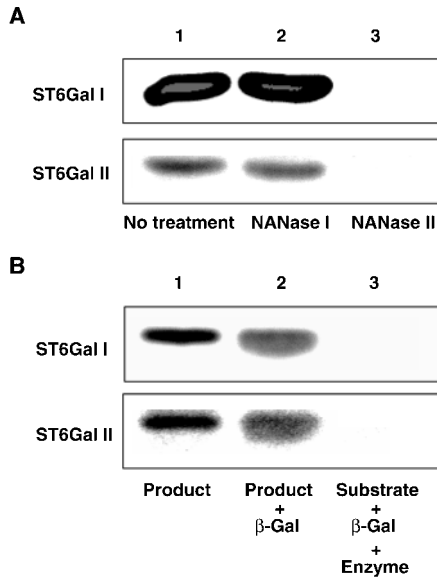 A
1 2 3
ST6Gal I
ST6Gal II
No treatment NANase I NANase II
B
1 2 3
ST6Gal I
ST6Gal II
Product Product Substrate
+ +
β-Gal β-Gal
+
Enzyme